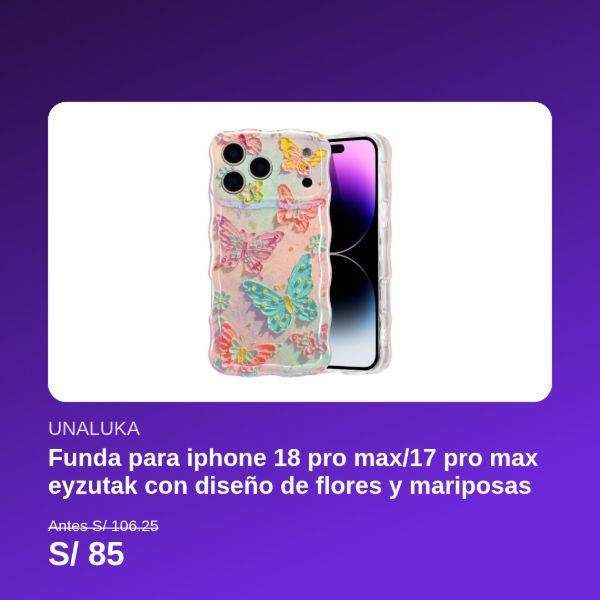 UNALUKA
Funda para iphone 18 pro max/17 pro max
eyzutak con diseño de flores y mariposas
Antes S/ 106.25
S/ 85